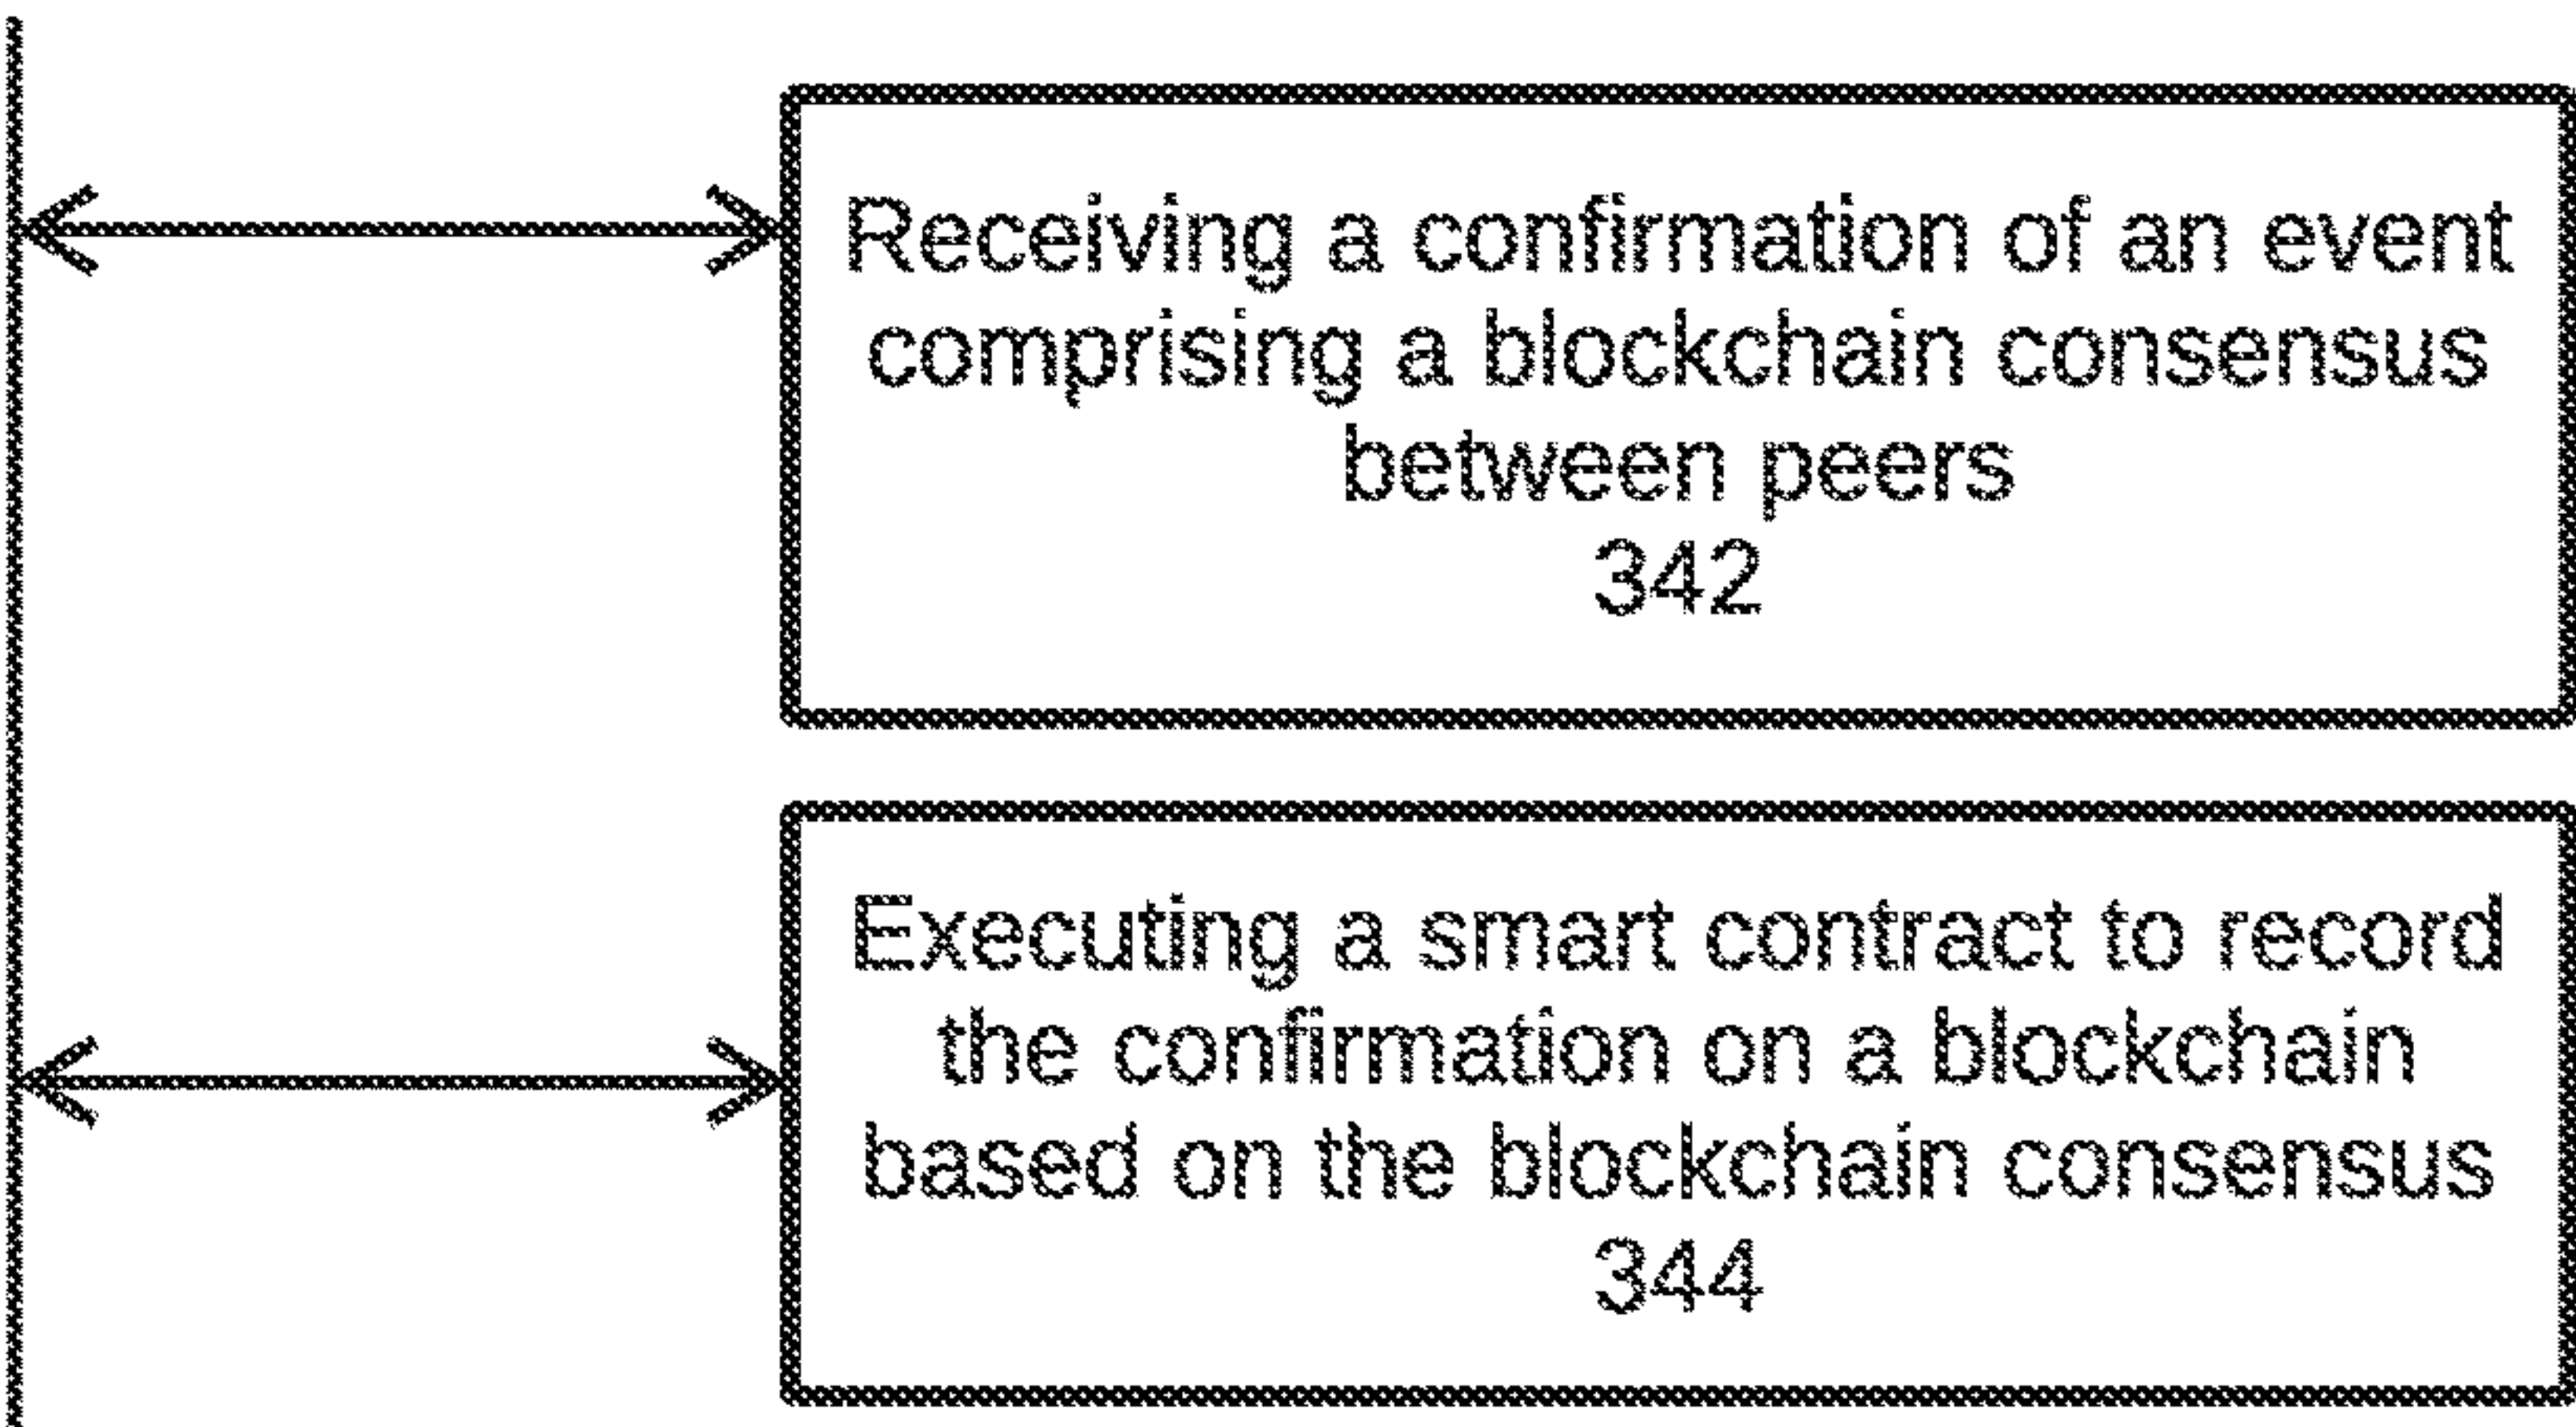 Receiving a confirmation of an event
comprising a blockchain consensus
between peers
342
Executing a smart contract to record
the confirmation on a blockchain
based on the blockchain consensus
344